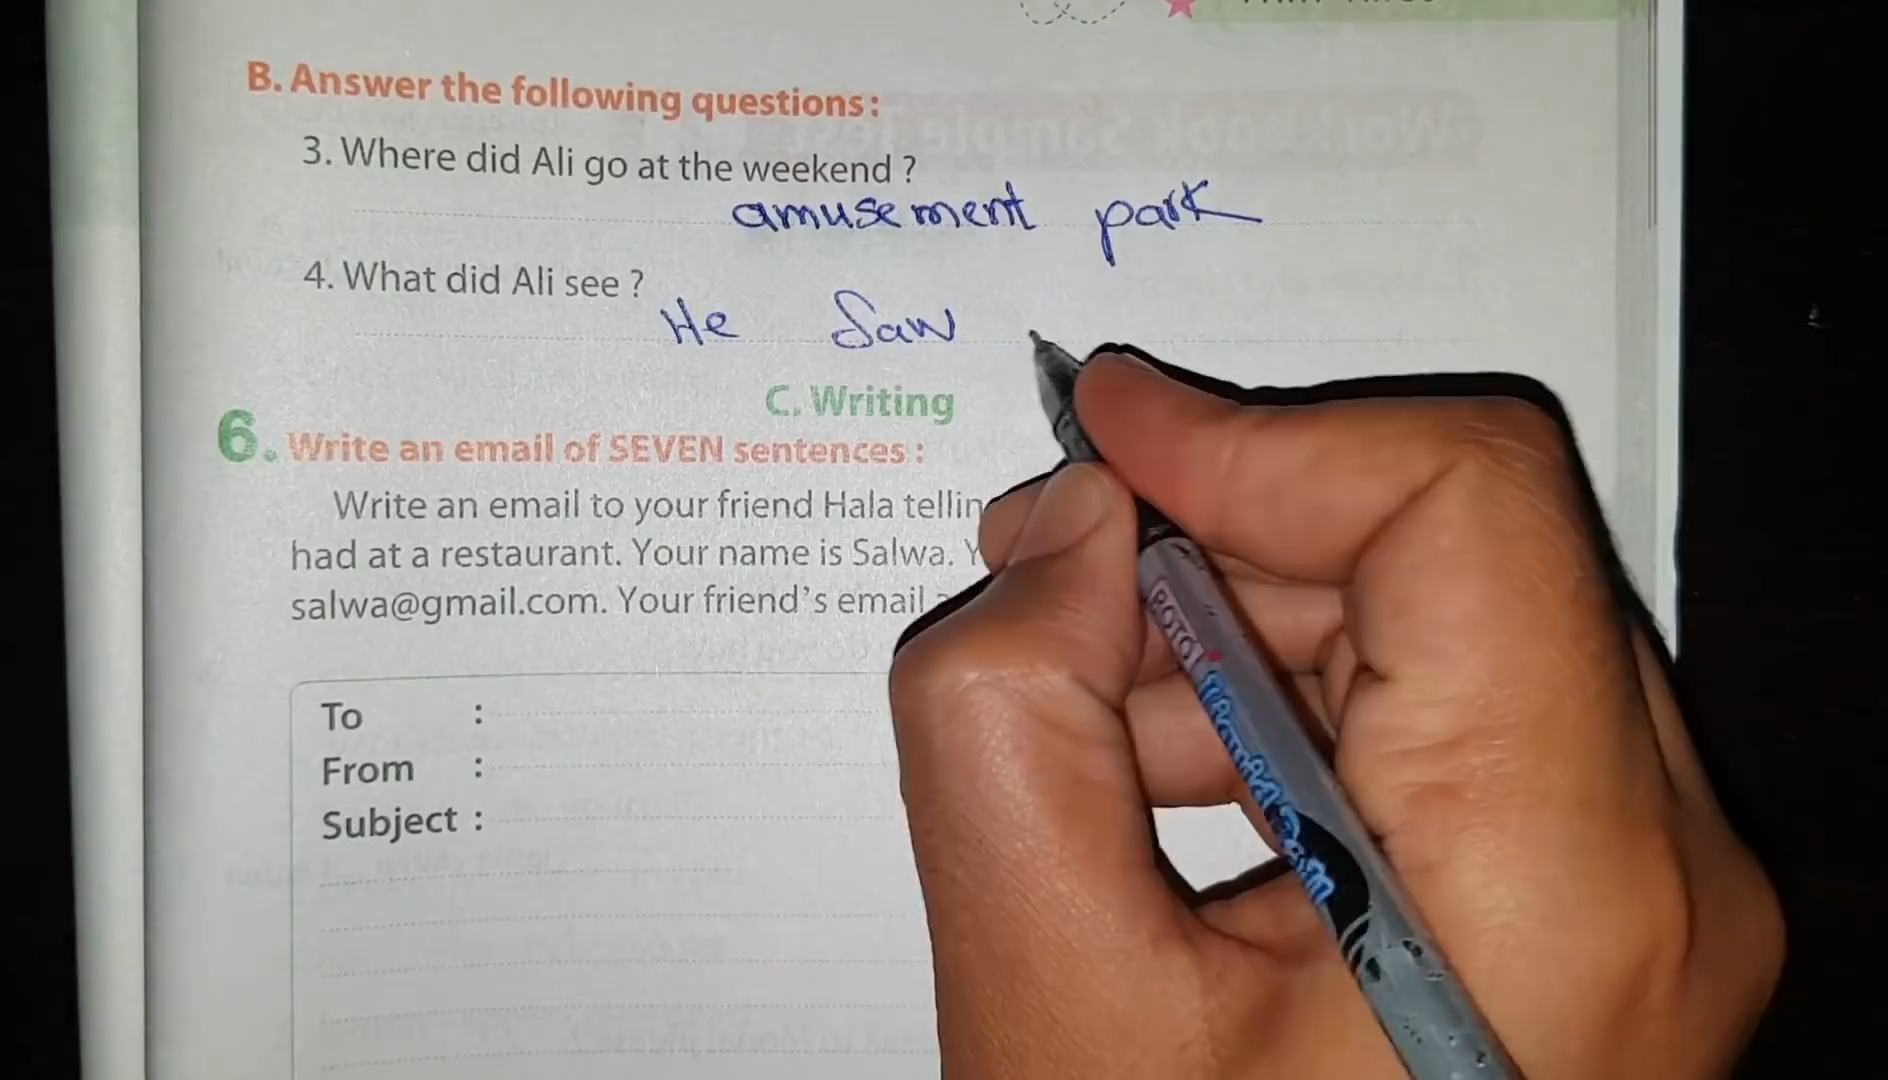 B. Answer the following questions:
3. Where did Ali go at the weekend ?
amusement park
4. What did Ali see ?
He Saw
C. Writing
6. Write an email of SEVEN sentences :
Write an email to your friend Hala
had at a restaurant. Your name is Salwa.
salwa@gmail.com. Your friend's email
To :
From :
Subject :
ROTO